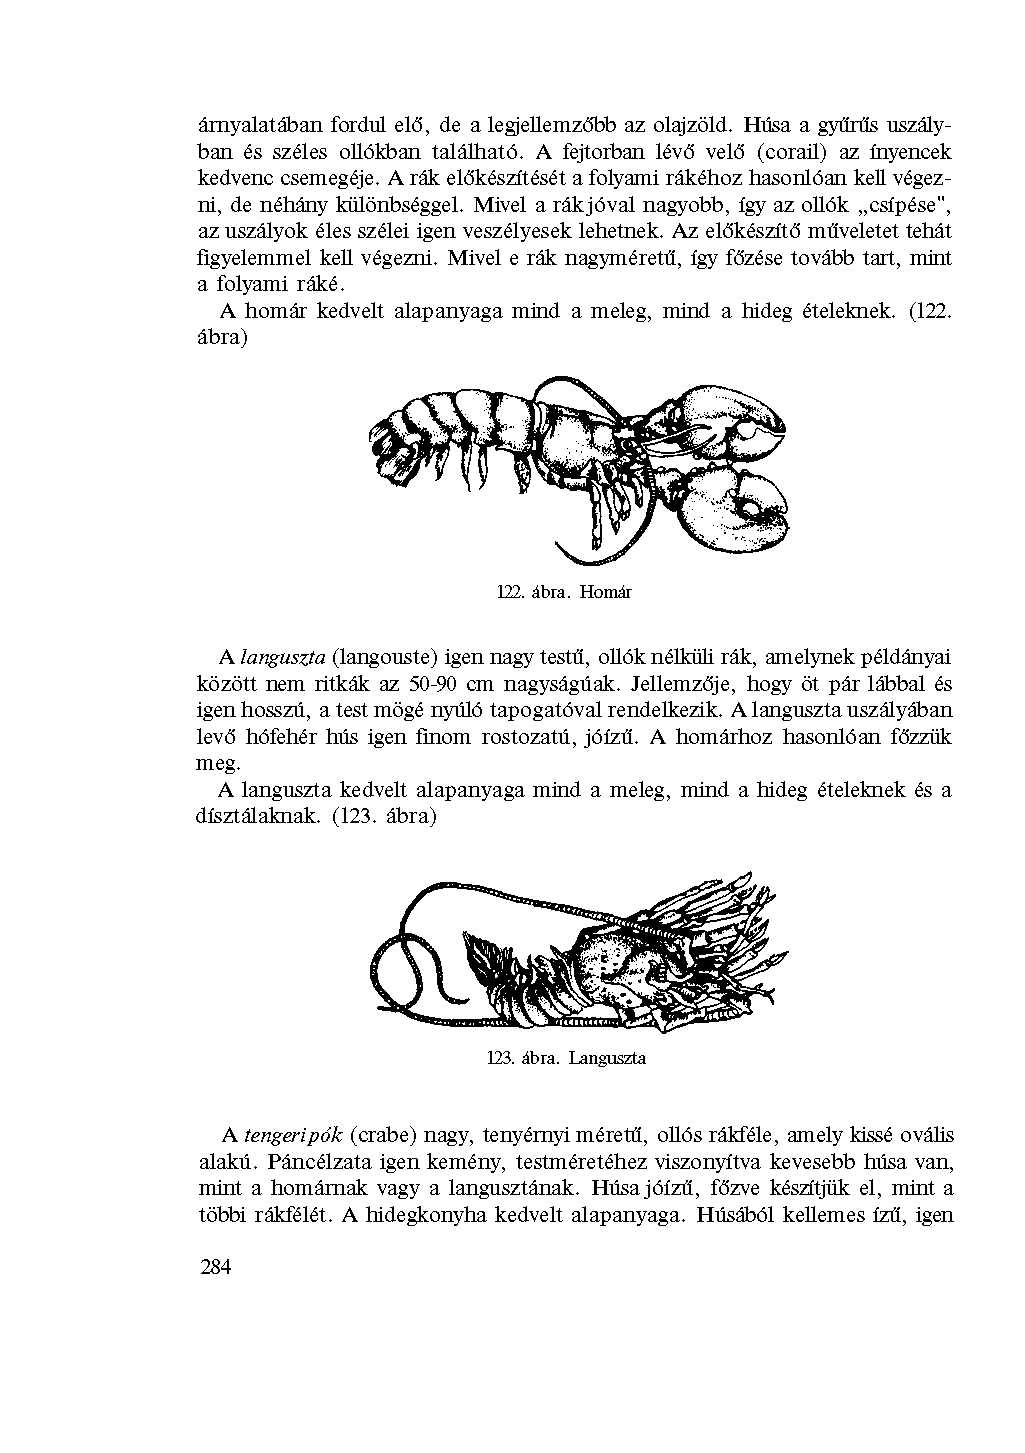 árnyalatában fordul elő, de a legjellemzőbb az olajzöld. Húsa a gyűrűs uszály-
ban és széles ollókban található. A fejtorban lévő velő (corail) az ínyencek
kedvenc csemegéje. A rák előkészítését a folyami rákéhoz hasonlóan kell végez-
ni, de néhány különbséggel. Mivel a rák jóval nagyobb, így az ollók „csípése",
az uszályok éles szélei igen veszélyesek lehetnek. Az előkészítő műveletet tehát
figyelemmel kell végezni. Mivel e rák nagyméretű, így főzése tovább tart, mint
a folyami ráké.
A homár kedvelt alapanyaga mind a meleg, mind a hideg ételeknek. (122.
ábra)
122. ábra. Homár
A languszta (langouste) igen nagy testű, ollók nélküli rák, amelynek példányai
között nem ritkák az 50-90 cm nagyságúak. Jellemzője, hogy öt pár lábbal és
igen hosszú, a test mögé nyúló tapogatóval rendelkezik. A languszta uszályában
levő hófehér hús igen finom rostozatú, jóízű. A homárhoz hasonlóan főzzük
meg.
A languszta kedvelt alapanyaga mind a meleg, mind a hideg ételeknek és a
dísztálaknak. (123. ábra)
123. ábra. Languszta
A tengeri pók (crabe) nagy, tenyérnyi méretű, ollós rákféle, amely kissé ovális
alakú. Páncélzata igen kemény, testméretéhez viszonyítva kevesebb húsa van,
mint a homárnak vagy a langusztának. Húsa jóízű, főzve készítjük el, mint a
többi rákfélét. A hidegkonyha kedvelt alapanyaga. Húsából kellemes ízű, igen
284